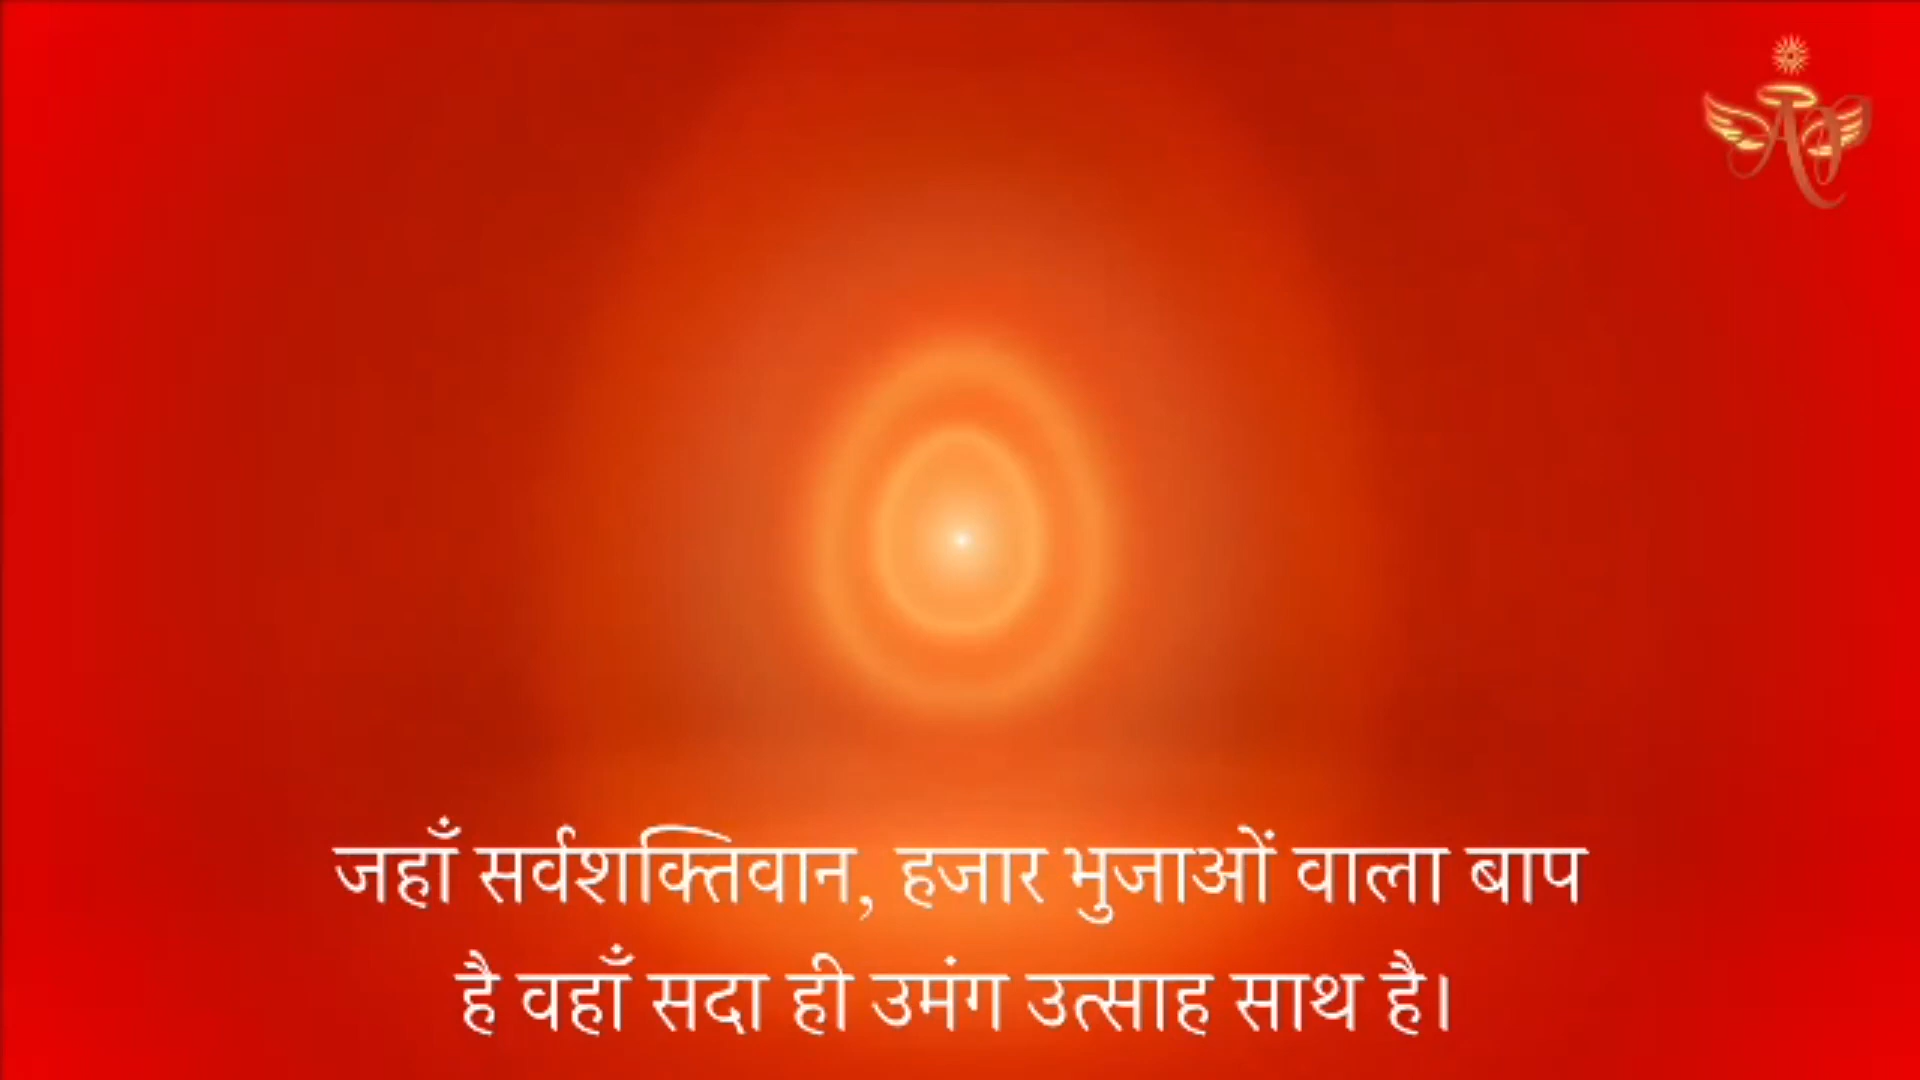 जहाँ सर्वशक्तिवान, हजार भुजाओं वाला बाप
है वहाँ सदा ही उमंग उत्साह साथ है।